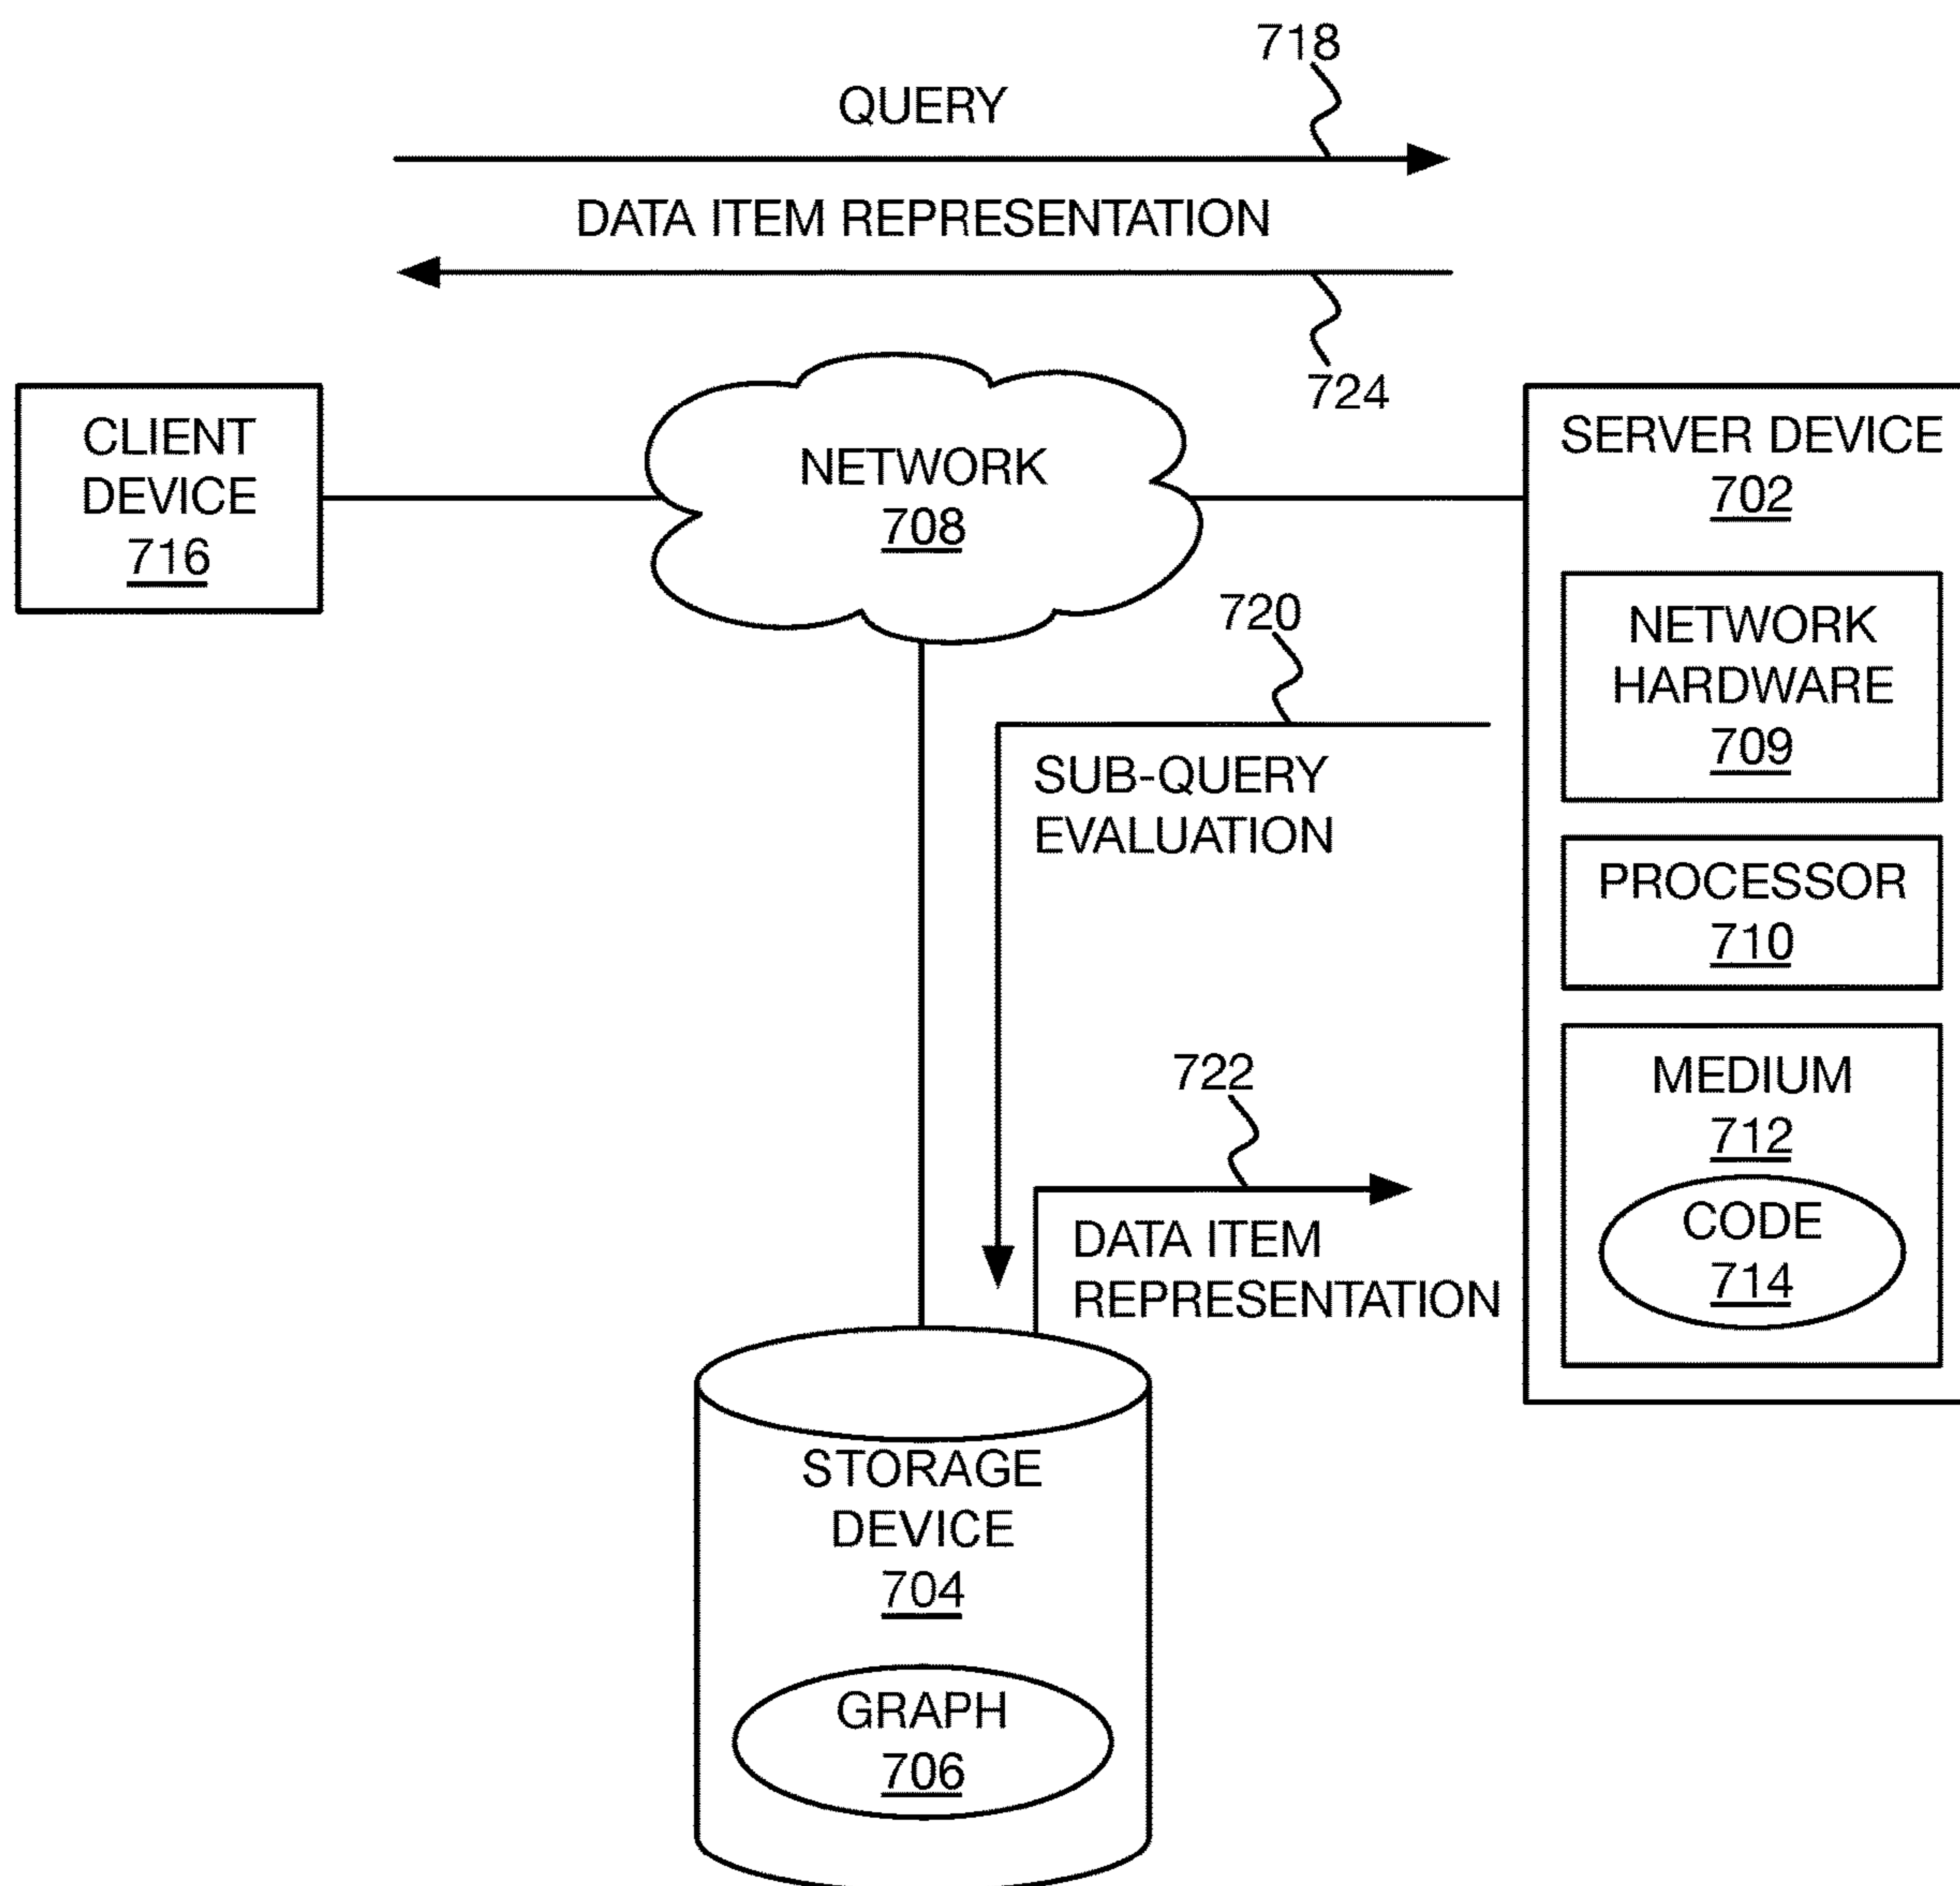 718
QUERY
DATA ITEM REPRESENTATION
724
CLIENT
DEVICE
716
NETWORK
708
SERVER DEVICE
702
NETWORK
HARDWARE
709
720
SUB-QUERY
EVALUATION
PROCESSOR
710
722
MEDIUM
712
CODE
714
DATA ITEM
REPRESENTATION
STORAGE
DEVICE
704
GRAPH
706